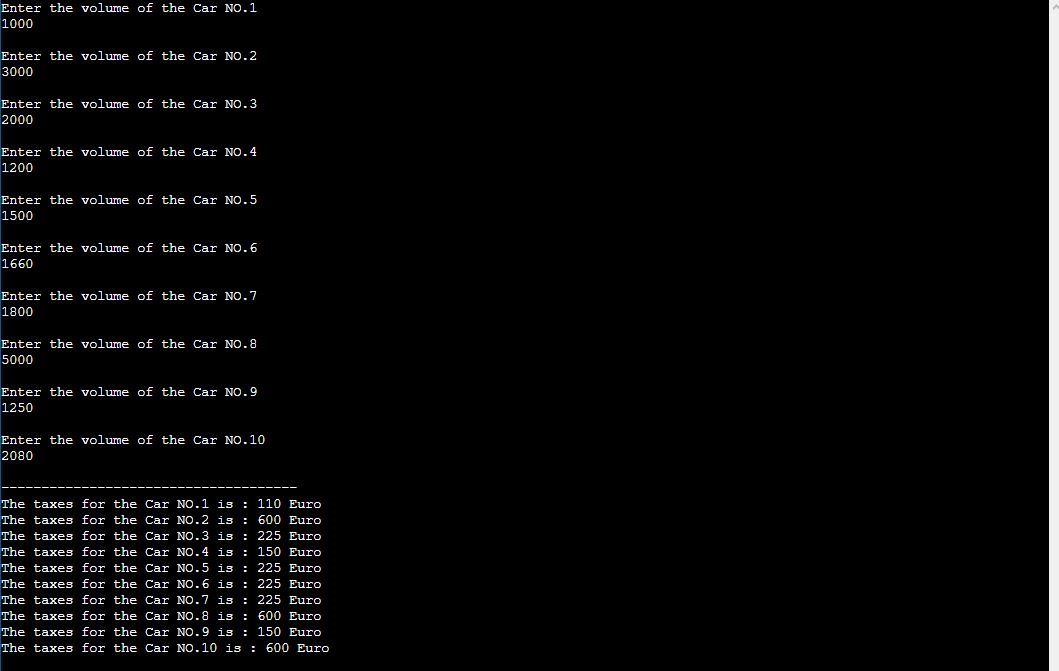 Enter the volume of the Car NO.1
1000
Enter the volume of the Car NO.2
3000
Enter the volume of the Car NO.3
2000
Enter the volume of the Car NO.4
1200
Enter the volume of the Car NO.5
1500
Enter the volume of the Car NO.6
1660
Enter the volume of the Car NO.7
1800
Enter the volume of the Car NO.8
5000
Enter the volume of the Car NO.9
1250
Enter the volume of the Car NO.10
2080
-------------------------------------
The taxes for the Car NO.1 is : 110 Euro
The taxes for the Car NO.2 is : 600 Euro
The taxes for the Car NO.3 is : 225 Euro
The taxes for the Car NO.4 is : 150 Euro
The taxes for the Car NO.5 is : 225 Euro
The taxes for the Car NO.6 is : 225 Euro
The taxes for the Car NO.7 is : 225 Euro
The taxes for the Car NO.8 is : 600 Euro
The taxes for the Car NO.9 is : 150 Euro
The taxes for the Car NO.10 is : 600 Euro